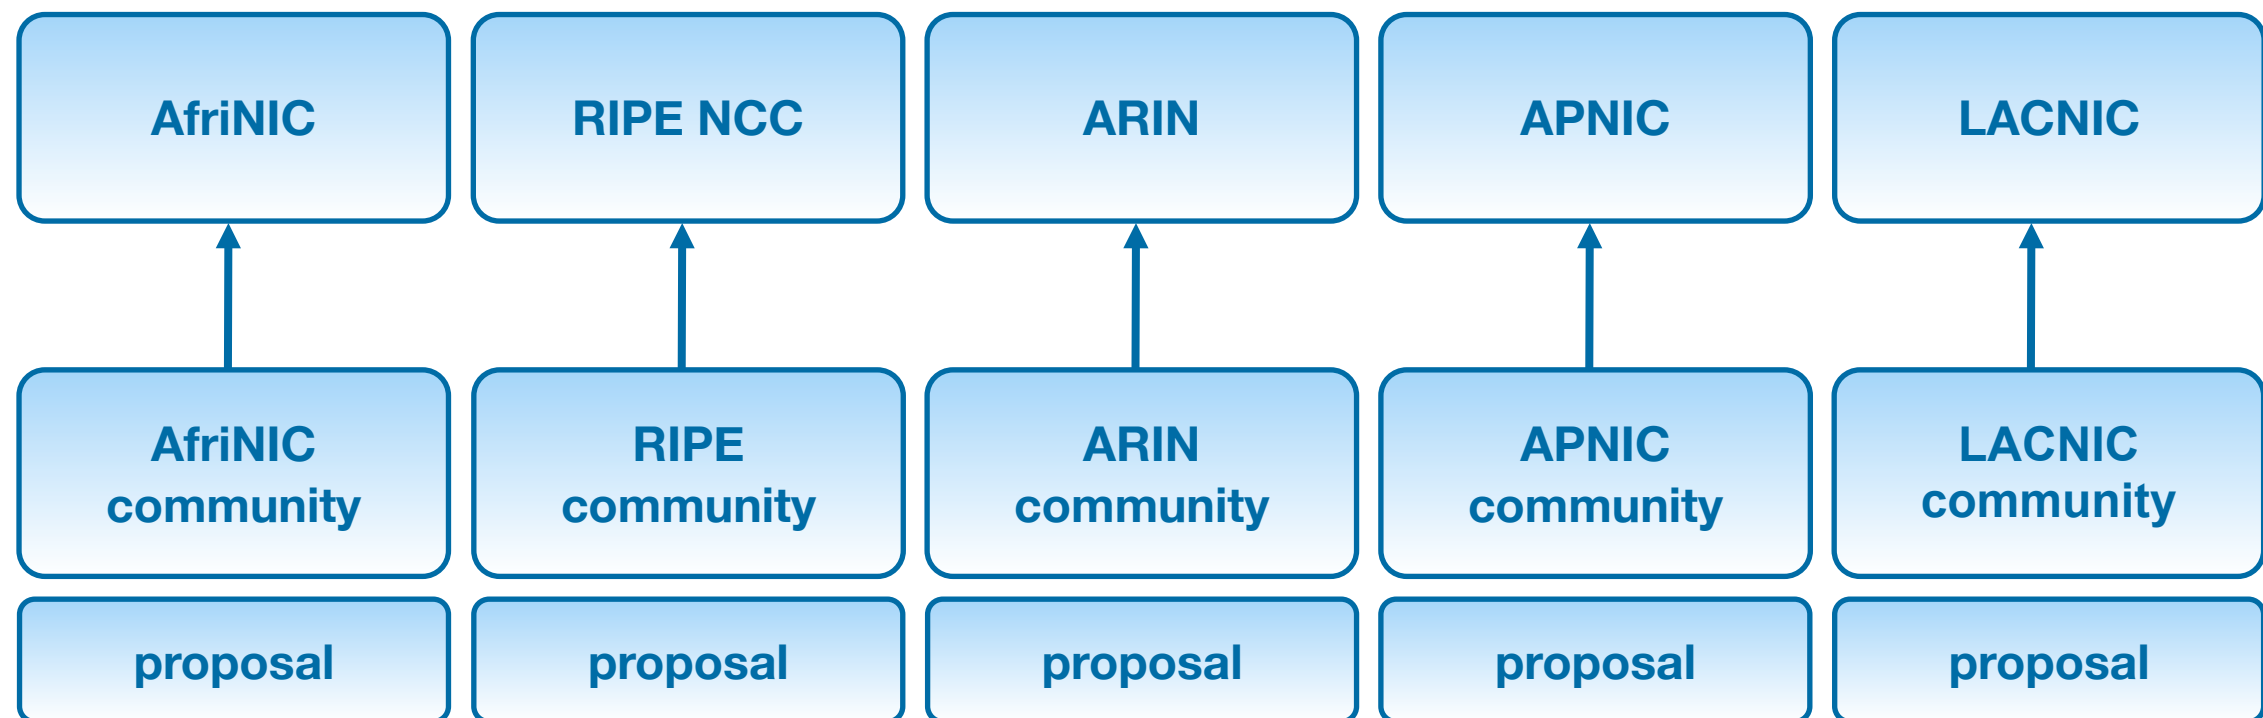 AfriNIC
RIPE NCC
ARIN
APNIC
LACNIC
AfriNIC
community
RIPE
community
ARIN
community
APNIC
community
LACNIC
community
proposal
proposal
proposal
proposal
proposal